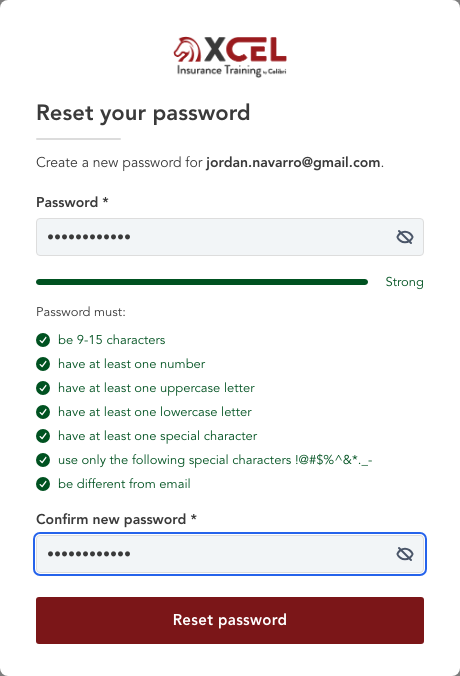 XCEL
Insurance Training by Colibri
Reset your password
Create a new password for jordan.navarro@gmail.com.
Password *
••••••••••••
Strong
Password must:
be 9-15 characters
have at least one number
have at least one uppercase letter
have at least one lowercase letter
have at least one special character
use only the following special characters !@#$%^&*._-
be different from email
Confirm new password *
••••••••••••
Reset password